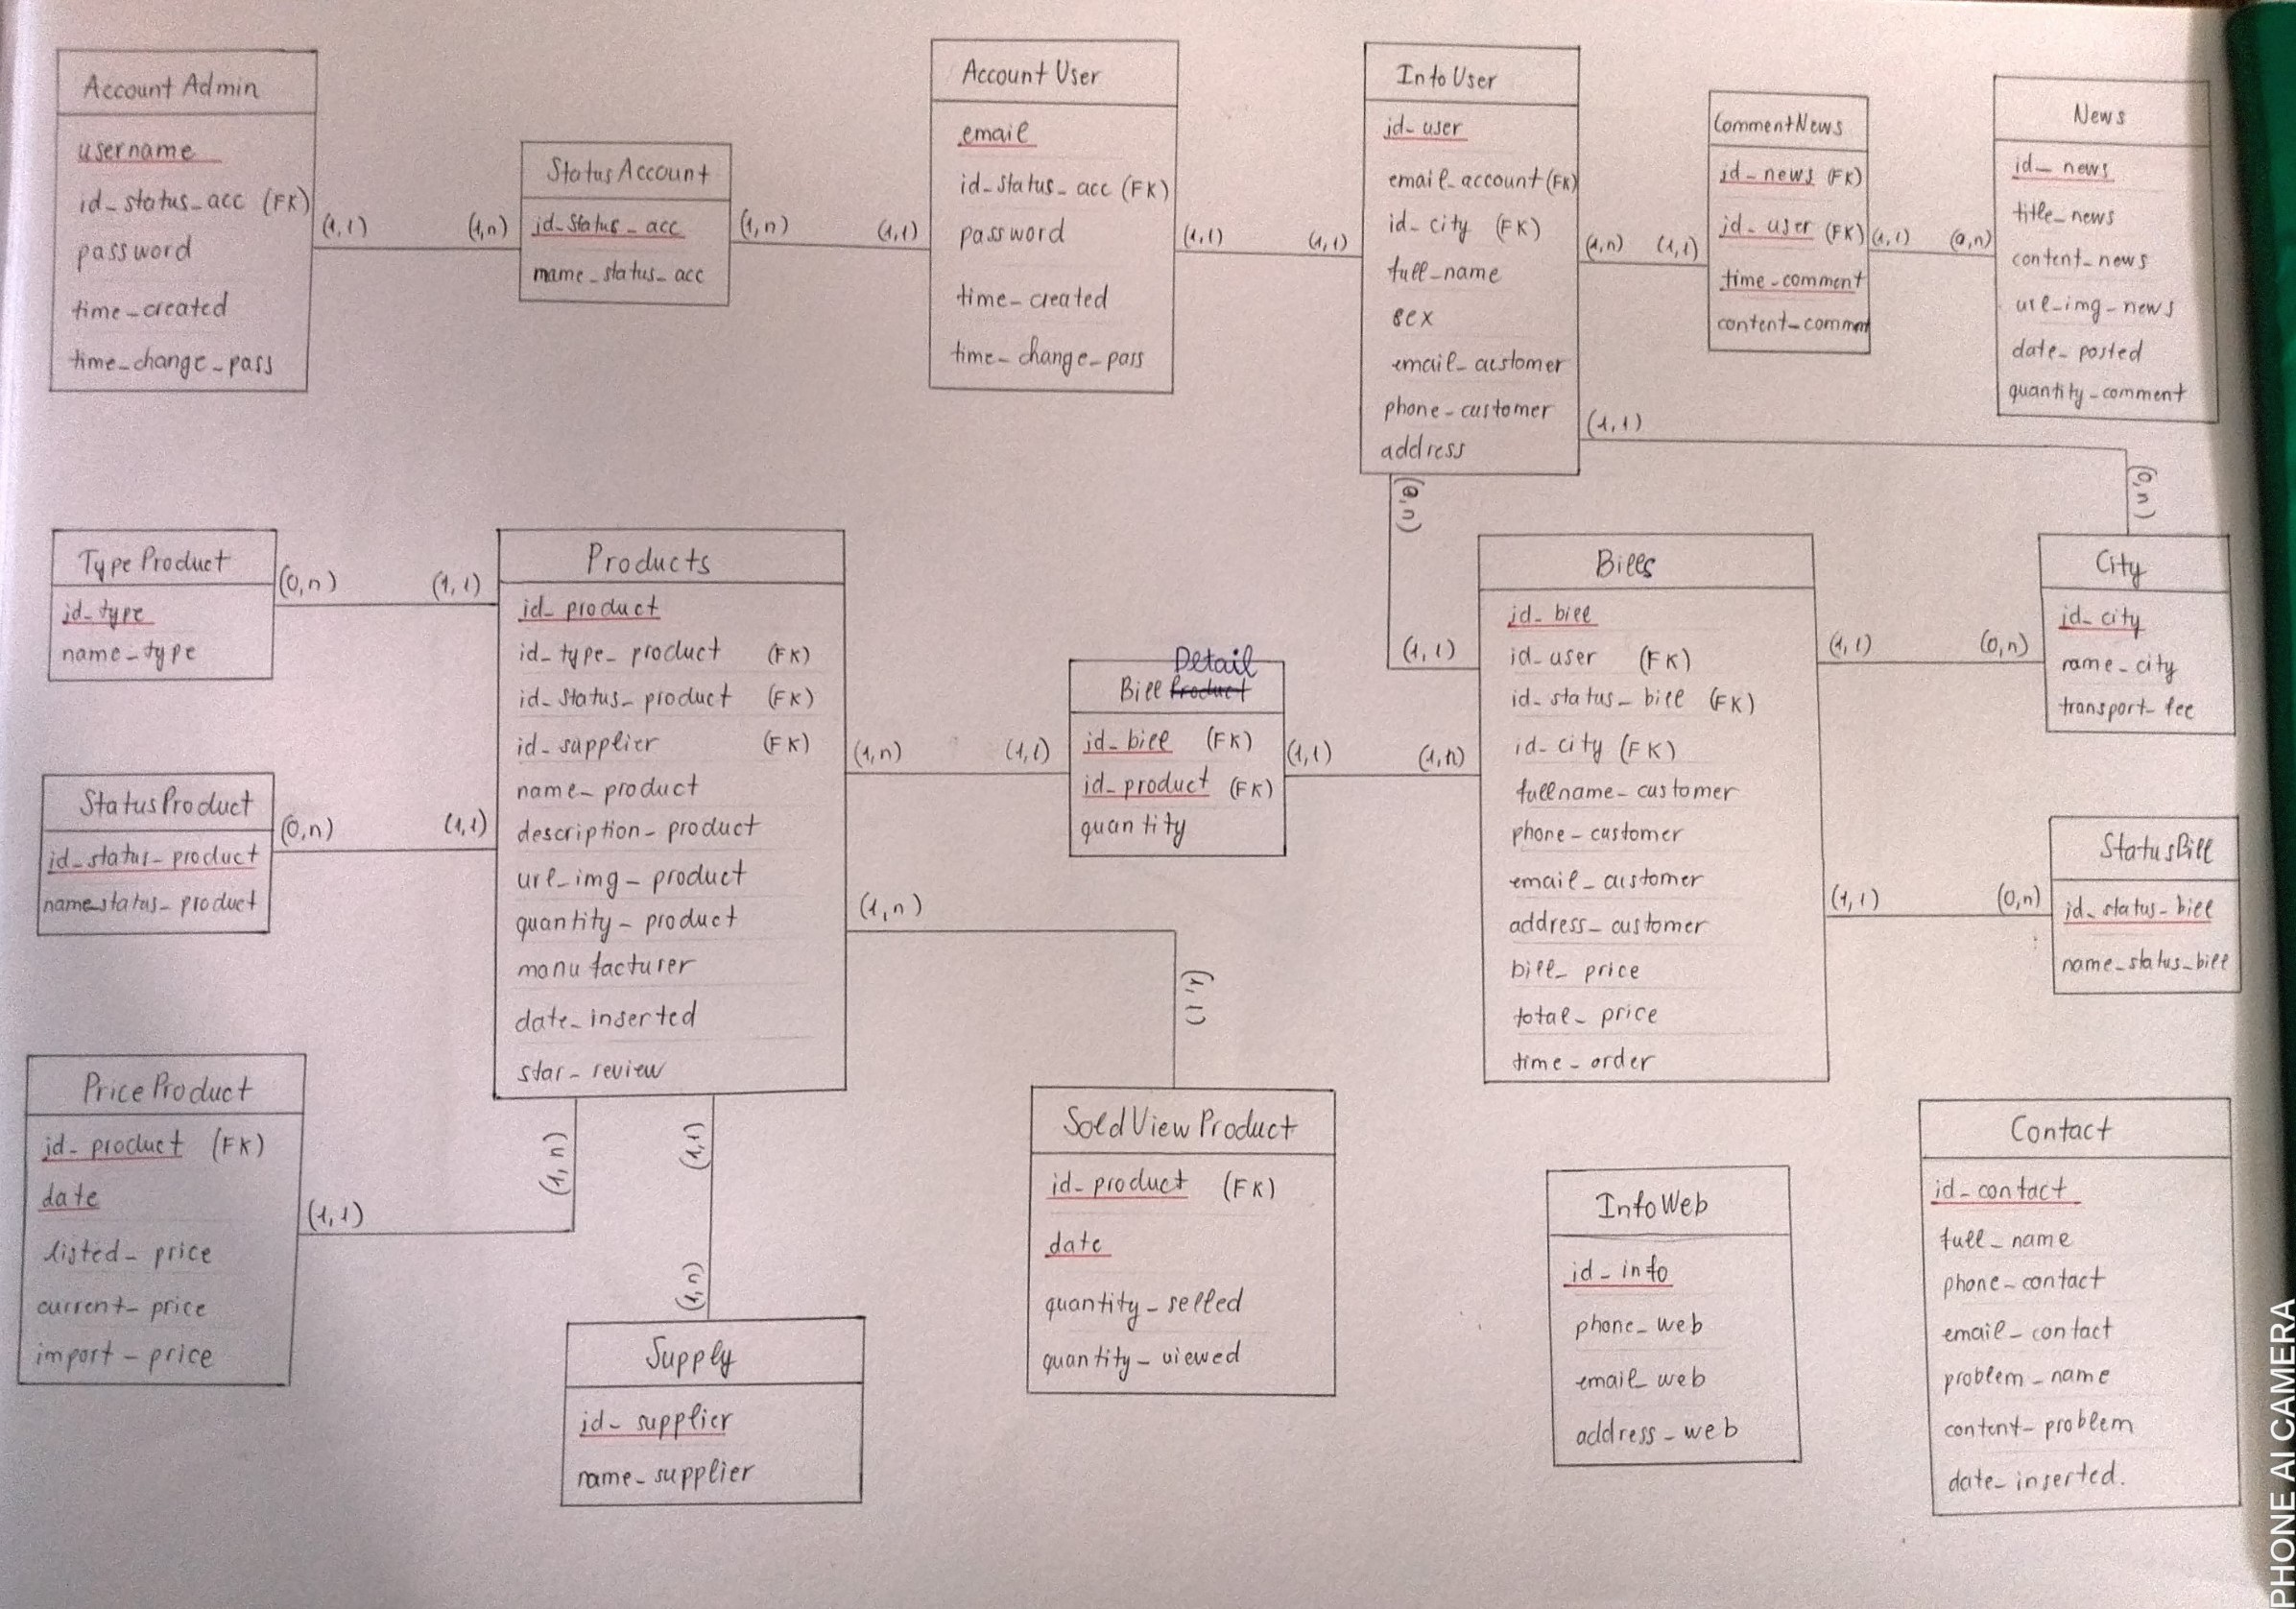 Account Admin
username
id_status_acc (FK)
password
time_created
time_change_pass
(1,1)
(1,n)
Status Account
id_status_acc
name_status_acc
(1,n)
(1,1)
Account User
email
id_status_acc (FK)
password
time_created
time_change_pass
(1,1)
(1,1)
Info User
id_user
email_account (FK)
id_city (FK)
full_name
sex
email_customer
phone_customer
address
(1,n)
(1,1)
CommentNews
id_news (FK)
id_user (FK)
time_comment
content_comment
(1,1)
(0,n)
News
id_news
title_news
content_news
url_img_news
date_posted
quantity_comment
(1,1)
(0,n)
(0,n)
(1,1)
Type Product
id_type
name_type
(0,n)
(1,1)
Status Product
id_status_product
name_status_product
(0,n)
(1,1)
Products
id_product
id_type_product (FK)
id_status_product (FK)
id_supplier (FK)
name_product
description_product
url_img_product
quantity_product
manufacturer
date_inserted
star_review
(1,n)
(1,1)
Detail
Bill Product
id_bill (FK)
id_product (FK)
quantity
(1,1)
(1,n)
Bills
id_bill
id_user (FK)
id_status_bill (FK)
id_city (FK)
fullname_customer
phone_customer
email_customer
address_customer
bill_price
total_price
time_order
(1,1)
(0,n)
City
id_city
name_city
transport_fee
(1,1)
(0,n)
StatusBill
id_status_bill
name_status_bill
(1,n)
(1,1)
Price Product
id_product (FK)
date
listed_price
current_price
import_price
(1,1)
(1,n)
(1,1)
(1,n)
Supply
id_supplier
name_supplier
Sold View Product
id_product (FK)
date
quantity_selled
quantity_viewed
Info Web
id_info
phone_web
email_web
address_web
Contact
id_contact
full_name
phone_contact
email_contact
problem_name
content_problem
date_inserted.
PHONE AI CAMERA